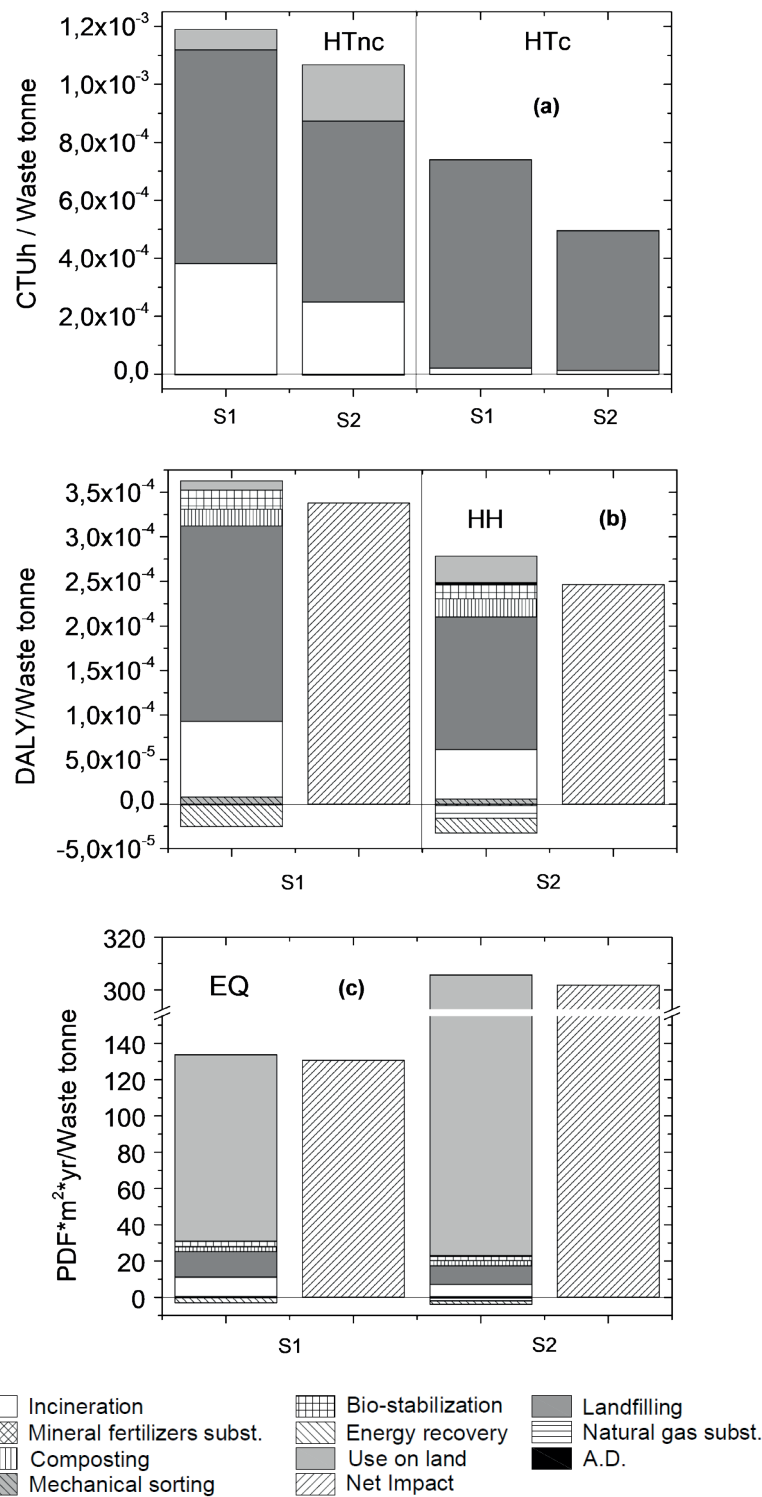 1,2x10⁻³
HTnc HTc
1,0x10⁻³
(a)
8,0x10⁻⁴
6,0x10⁻⁴
4,0x10⁻⁴
2,0x10⁻⁴
0,0
CTUh / Waste tonne
S1 S2 S1 S2
3,5x10⁻⁴
3,0x10⁻⁴
HH (b)
2,5x10⁻⁴
2,0x10⁻⁴
1,5x10⁻⁴
1,0x10⁻⁴
5,0x10⁻⁵
0,0
-5,0x10⁻⁵
DALY/Waste tonne
S1 S2
320
300
EQ (c)
140
120
100
80
60
40
20
0
PDF*m²*yr/Waste tonne
S1 S2
Incineration Bio-stabilization Landfilling
Mineral fertilizers subst. Energy recovery Natural gas subst.
Composting Use on land A.D.
Mechanical sorting Net Impact